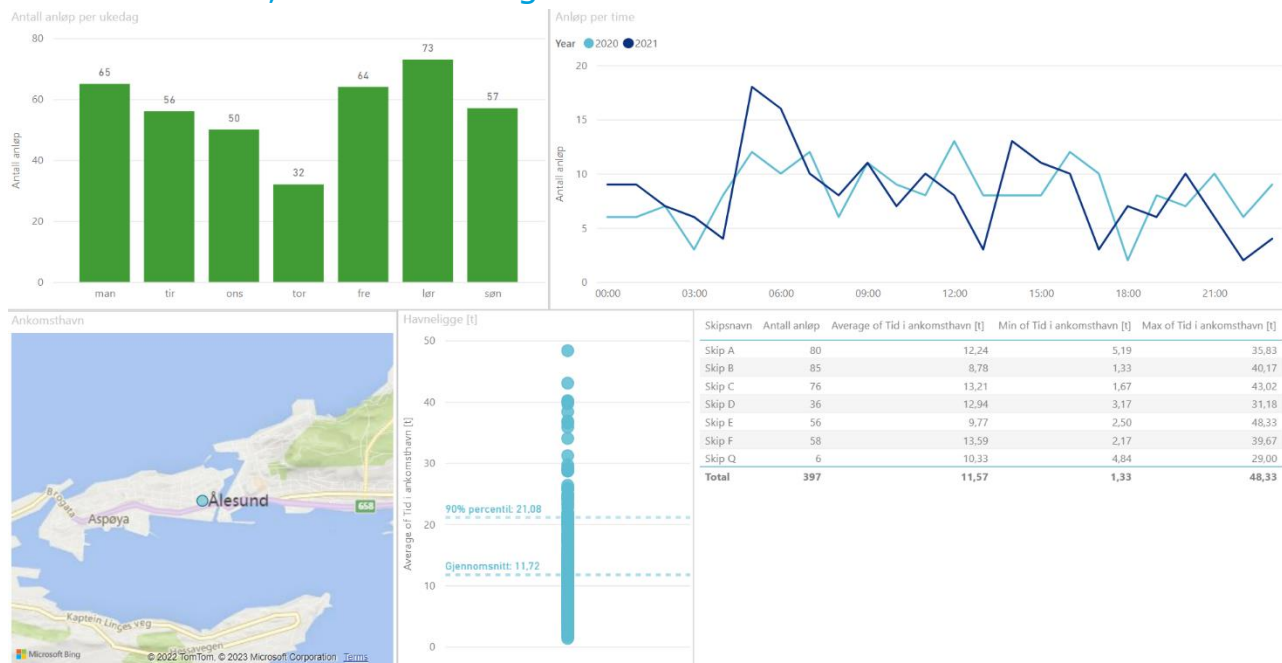 Antall anløp per ukedag
80
60
40
20
0
Antall anløp
65
56
50
32
64
73
57
man tir ons tor fre lør søn
Anløp per time
Year 2020 2021
20
15
10
5
0
Antall anløp
00:00 03:00 06:00 09:00 12:00 15:00 18:00 21:00
Ankomsthavn
Ålesund
Aspøya
Brogata
658
Kaptein Linges veg
Microsoft Bing
© 2022 TomTom, © 2023 Microsoft Corporation Terms
Havneligge [t]
50
40
30
20
10
0
Average of Tid i ankomsthavn [t]
90% percentil: 21,08
Gjennomsnitt: 11,72
Skipsnavn Antall anløp Average of Tid i ankomsthavn [t] Min of Tid i ankomsthavn [t] Max of Tid i ankomsthavn [t]
Skip A 80 12,24 5,19 35,83
Skip B 85 8,78 1,33 40,17
Skip C 76 13,21 1,67 43,02
Skip D 36 12,94 3,17 31,18
Skip E 56 9,77 2,50 48,33
Skip F 58 13,59 2,17 39,67
Skip Q 6 10,33 4,84 29,00
Total 397 11,57 1,33 48,33